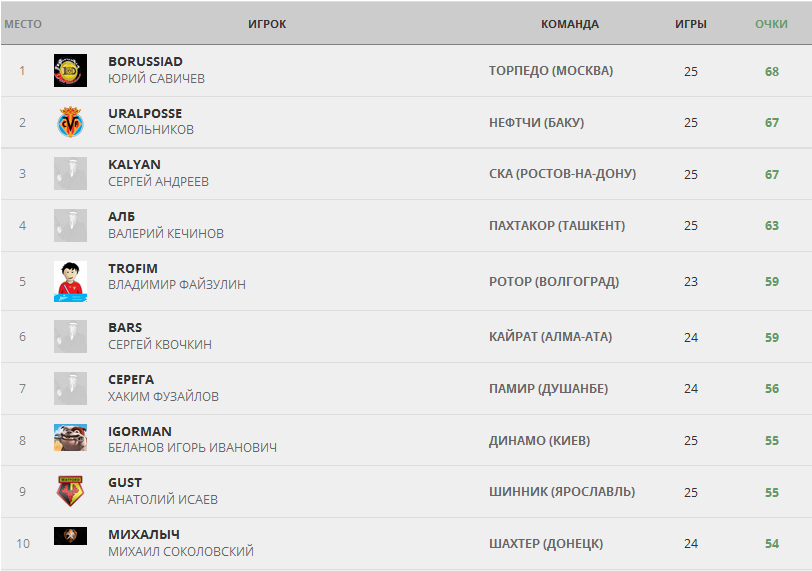 МЕСТО ИГРОК КОМАНДА ИГРЫ ОЧКИ
1 BORUSSIAD ТОРПЕДО (МОСКВА) 25 68
ЮРИЙ САВИЧЕВ
2 URALPOSSE НЕФТЧИ (БАКУ) 25 67
СМОЛЬНИКОВ
3 KALYAN СКА (РОСТОВ-НА-ДОНУ) 25 67
СЕРГЕЙ АНДРЕЕВ
4 АЛБ ПАХТАКОР (ТАШКЕНТ) 25 63
ВАЛЕРИЙ КЕЧИНОВ
5 TROFIM РОТОР (ВОЛГОГРАД) 23 59
ВЛАДИМИР ФАЙЗУЛИН
6 BARS КАЙРАТ (АЛМА-АТА) 24 59
СЕРГЕЙ КВОЧКИН
7 СЕРЕГА ПАМИР (ДУШАНБЕ) 24 56
ХАКИМ ФУЗАЙЛОВ
8 IGORMAN ДИНАМО (КИЕВ) 25 55
БЕЛАНОВ ИГОРЬ ИВАНОВИЧ
9 GUST ШИННИК (ЯРОСЛАВЛЬ) 25 55
АНАТОЛИЙ ИСАЕВ
10 МИХАЛЫЧ ШАХТЕР (ДОНЕЦК) 24 54
МИХАИЛ СОКОЛОВСКИЙ